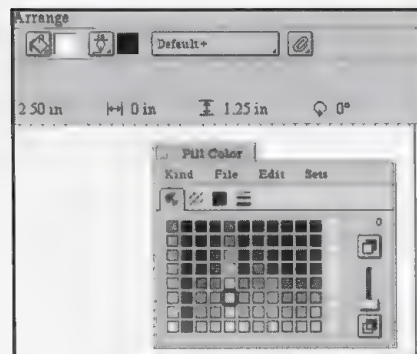 Arrange
Default+
2.50 in 0 in 1.25 in 0°
Fill Color
Kind File Edit Sets
0